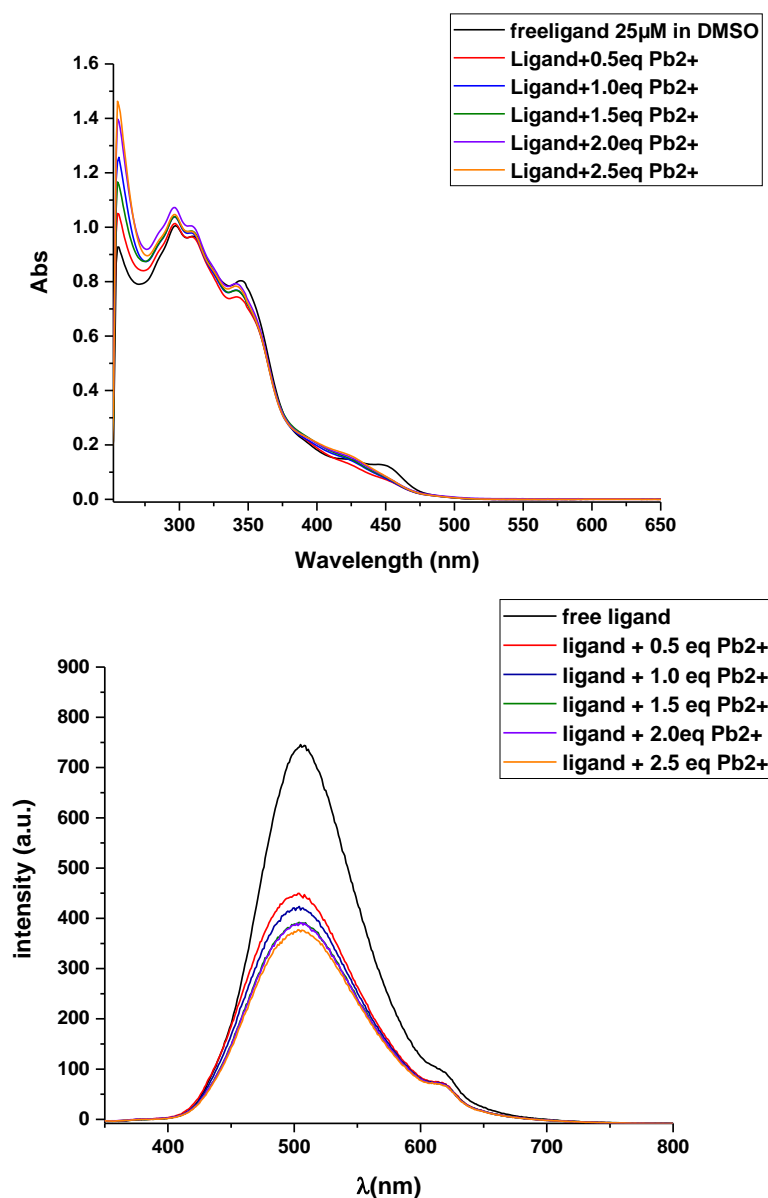 freeligand 25µM in DMSO
Ligand+0.5eq Pb2+
Ligand+1.0eq Pb2+
Ligand+1.5eq Pb2+
Ligand+2.0eq Pb2+
Ligand+2.5eq Pb2+
1.6
1.4
1.2
1.0
0.8
0.6
0.4
0.2
0.0
Abs
300 350 400 450 500 550 600 650
Wavelength (nm)
free ligand
ligand + 0.5 eq Pb2+
ligand + 1.0 eq Pb2+
ligand + 1.5 eq Pb2+
ligand + 2.0eq Pb2+
ligand + 2.5 eq Pb2+
900
800
700
600
500
400
300
200
100
0
intensity (a.u.)
400 500 600 700 800
λ(nm)